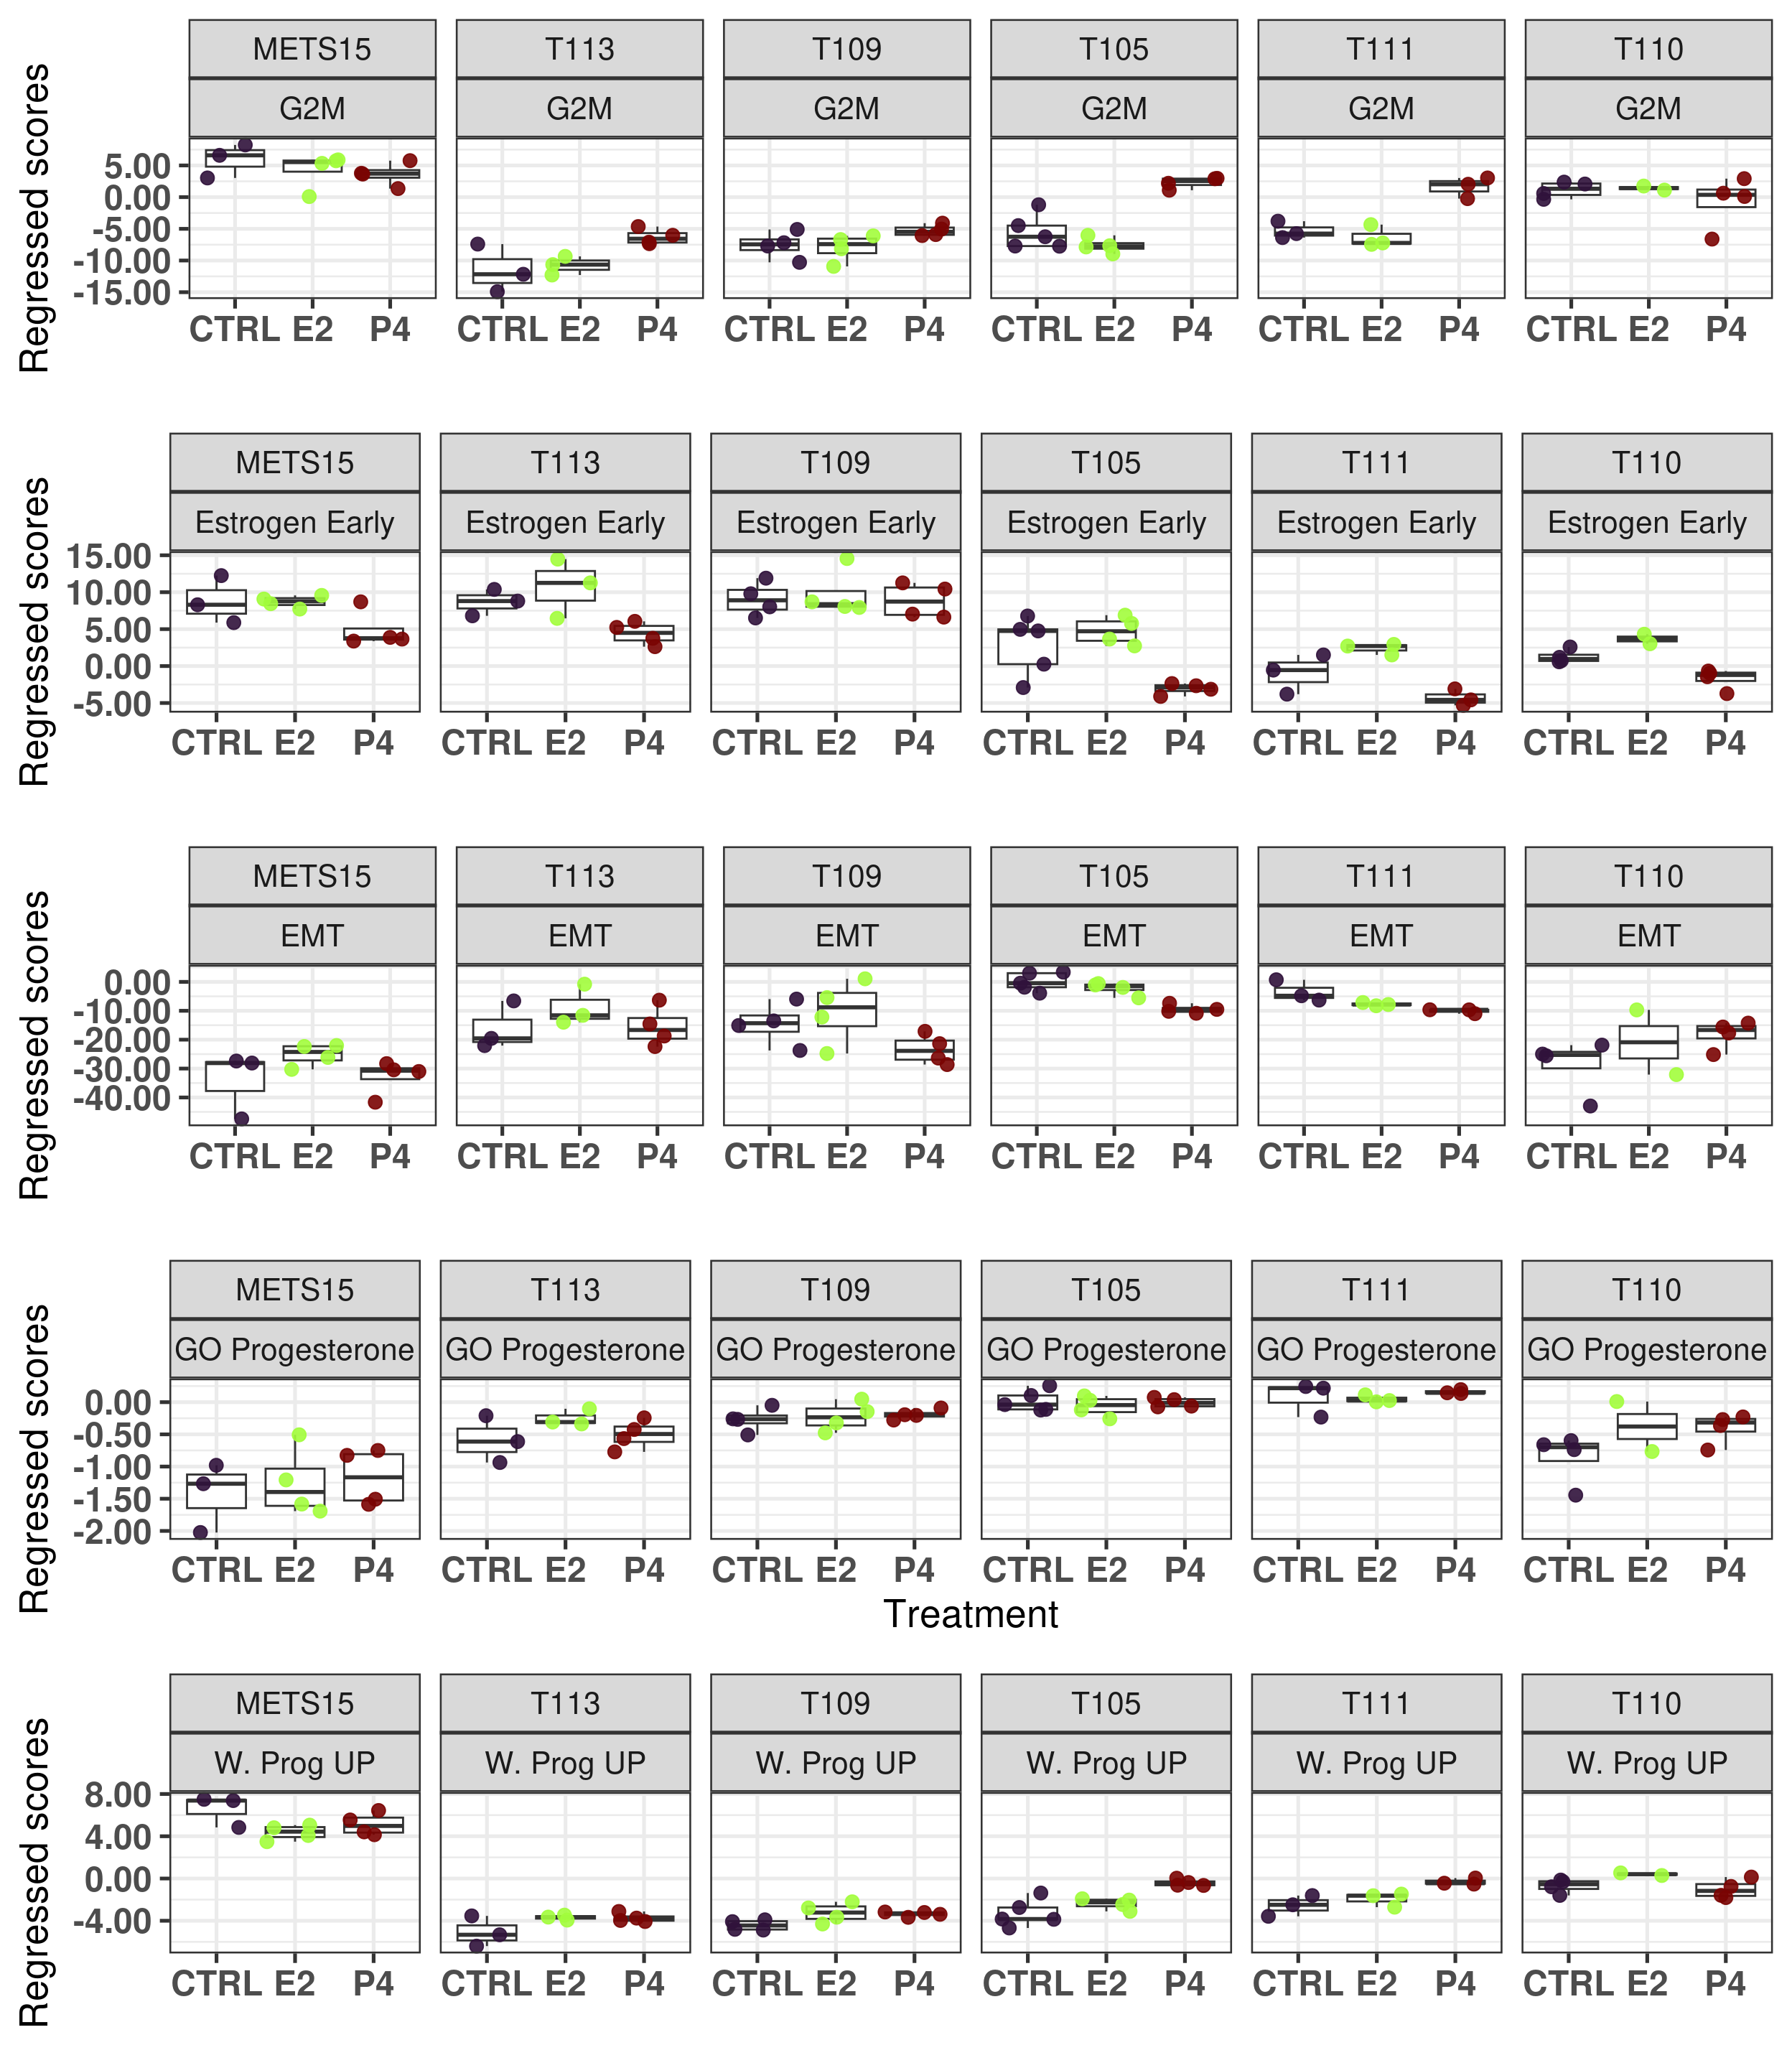 METS15 T113 T109 T105 T111 T110
G2M G2M G2M G2M G2M G2M
Regressed scores
5.00
0.00
-5.00
-10.00
-15.00
CTRL E2 P4 CTRL E2 P4 CTRL E2 P4 CTRL E2 P4 CTRL E2 P4 CTRL E2 P4
METS15 T113 T109 T105 T111 T110
Estrogen Early Estrogen Early Estrogen Early Estrogen Early Estrogen Early Estrogen Early
Regressed scores
15.00
10.00
5.00
0.00
-5.00
CTRL E2 P4 CTRL E2 P4 CTRL E2 P4 CTRL E2 P4 CTRL E2 P4 CTRL E2 P4
METS15 T113 T109 T105 T111 T110
EMT EMT EMT EMT EMT EMT
Regressed scores
0.00
-10.00
-20.00
-30.00
-40.00
CTRL E2 P4 CTRL E2 P4 CTRL E2 P4 CTRL E2 P4 CTRL E2 P4 CTRL E2 P4
METS15 T113 T109 T105 T111 T110
GO Progesterone GO Progesterone GO Progesterone GO Progesterone GO Progesterone GO Progesterone
Regressed scores
0.00
-0.50
-1.00
-1.50
-2.00
CTRL E2 P4 CTRL E2 P4 CTRL E2 P4 CTRL E2 P4 CTRL E2 P4 CTRL E2 P4
Treatment
METS15 T113 T109 T105 T111 T110
W. Prog UP W. Prog UP W. Prog UP W. Prog UP W. Prog UP W. Prog UP
Regressed scores
8.00
4.00
0.00
-4.00
CTRL E2 P4 CTRL E2 P4 CTRL E2 P4 CTRL E2 P4 CTRL E2 P4 CTRL E2 P4